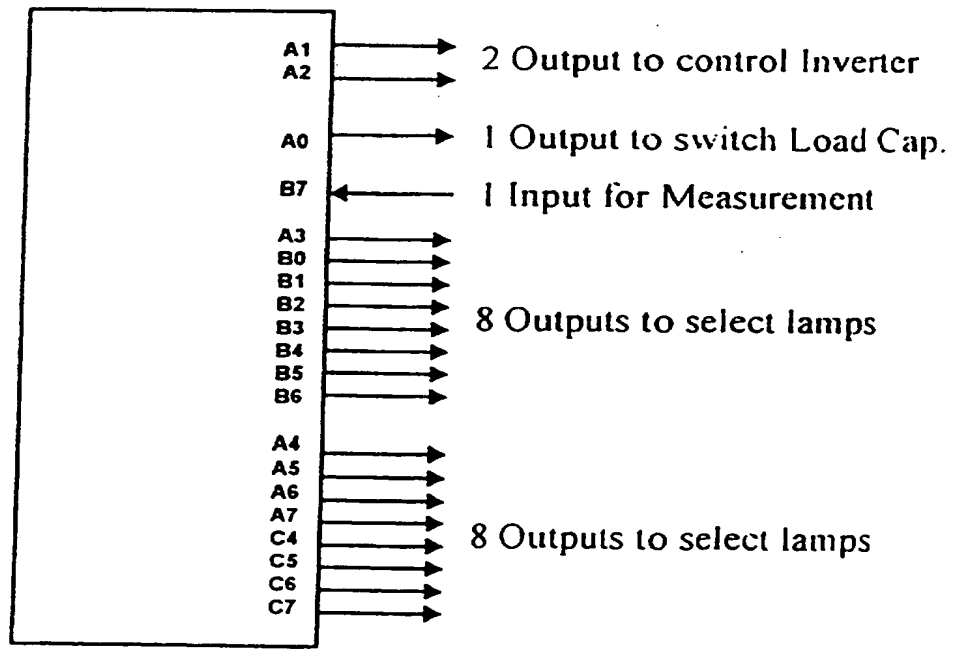 A1
A2
2 Output to control Inverter
A0
1 Output to switch Load Cap.
B7
1 Input for Measurement
A3
B0
B1
B2
B3
B4
B5
B6
8 Outputs to select lamps
A4
A5
A6
A7
C4
C5
C6
C7
8 Outputs to select lamps